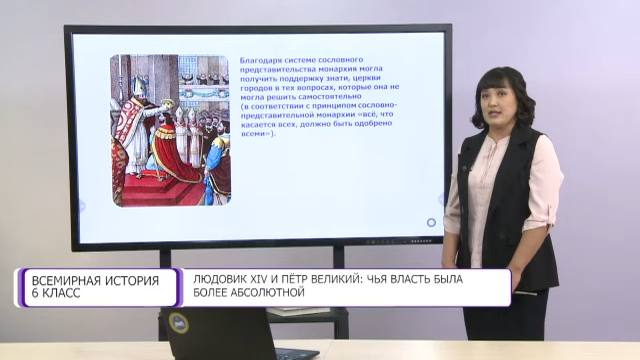 Благодаря системе сословного
представительства монархия могла
получить поддержку знати, церкви
городов в тех вопросах, которые она не
могла решить самостоятельно
(в соответствии с принципом сословно-
представительной монархии «всё, что
касается всех, должно быть одобрено
всеми»).
ВСЕМИРНАЯ ИСТОРИЯ
6 КЛАСС
ЛЮДОВИК XIV И ПЁТР ВЕЛИКИЙ: ЧЬЯ ВЛАСТЬ БЫЛА
БОЛЕЕ АБСОЛЮТНОЙ